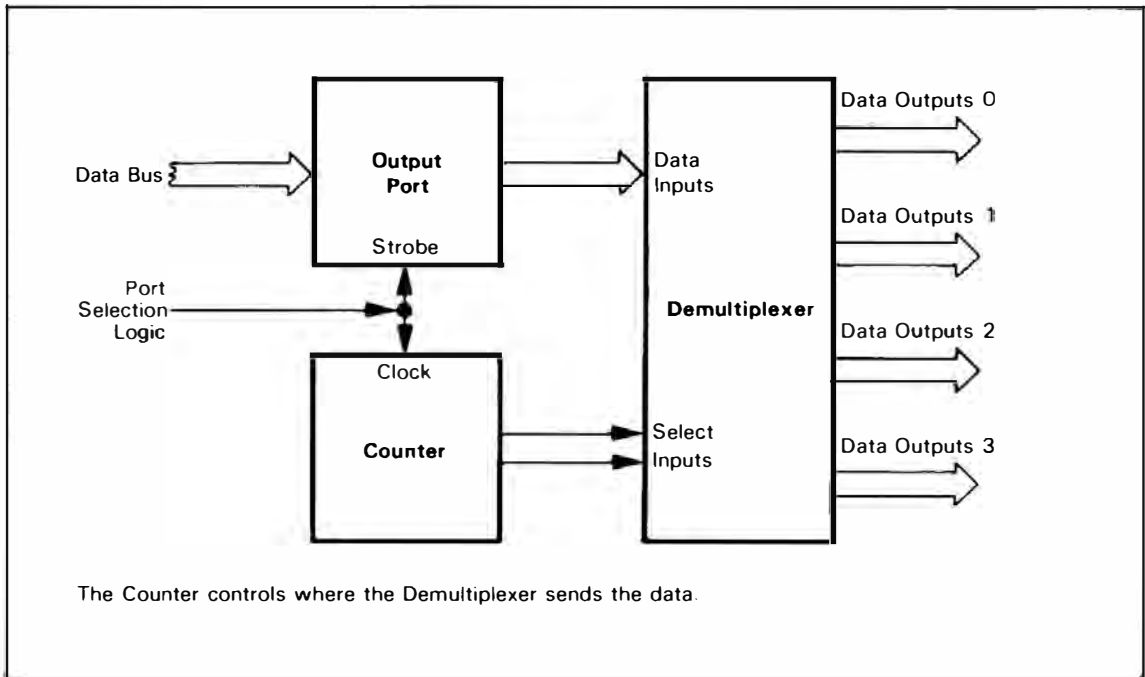 Data Bus
Output
Port
Strobe
Port
Selection
Logic
Clock
Counter
Data
Inputs
Demultiplexer
Select
Inputs
Data Outputs 0
Data Outputs 1
Data Outputs 2
Data Outputs 3
The Counter controls where the Demultiplexer sends the data.